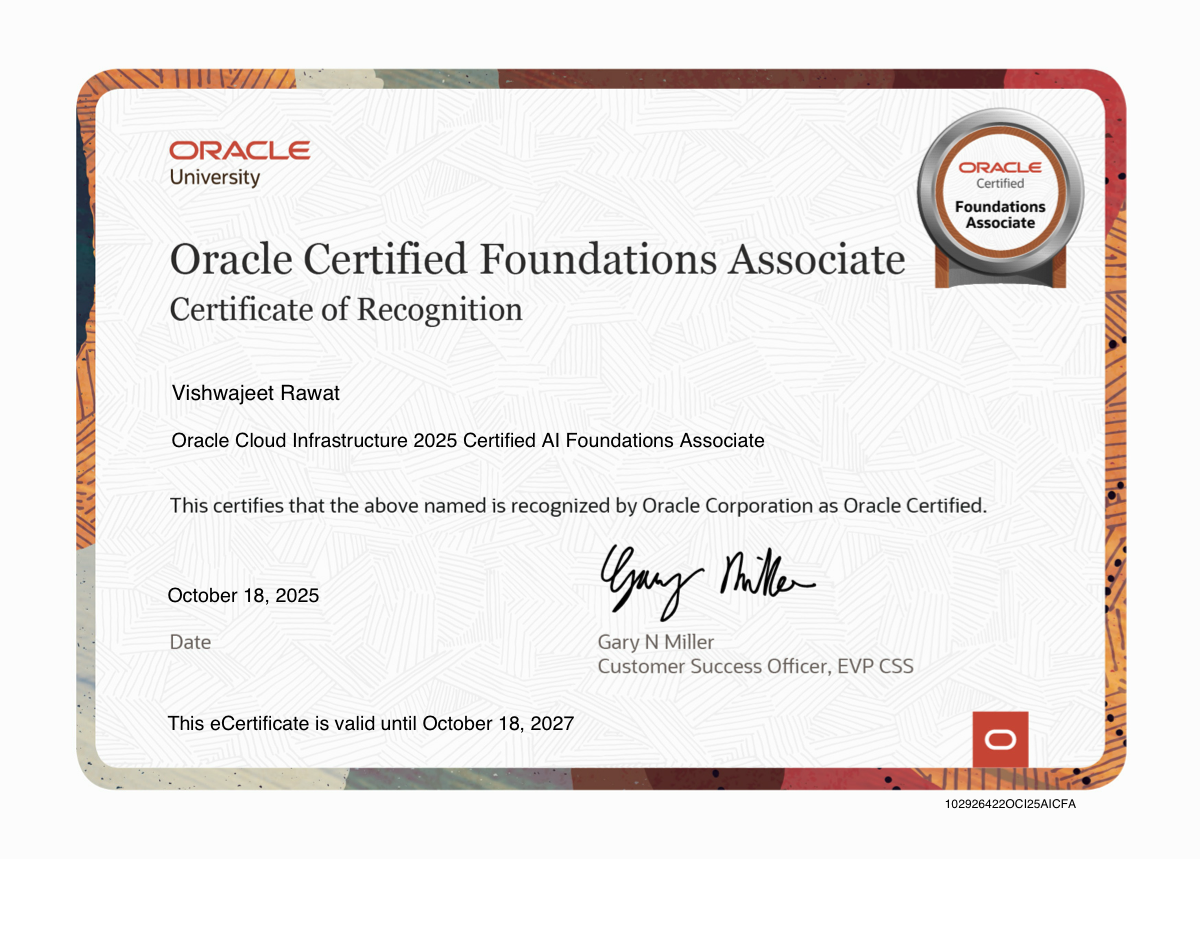 ORACLE
University
ORACLE
Certified
Foundations
Associate
Oracle Certified Foundations Associate
Certificate of Recognition
Vishwajeet Rawat
Oracle Cloud Infrastructure 2025 Certified AI Foundations Associate
This certifies that the above named is recognized by Oracle Corporation as Oracle Certified.
Gary Miller
October 18, 2025
Date
Gary N Miller
Customer Success Officer, EVP CSS
This eCertificate is valid until October 18, 2027
102926422OCI25AICFA